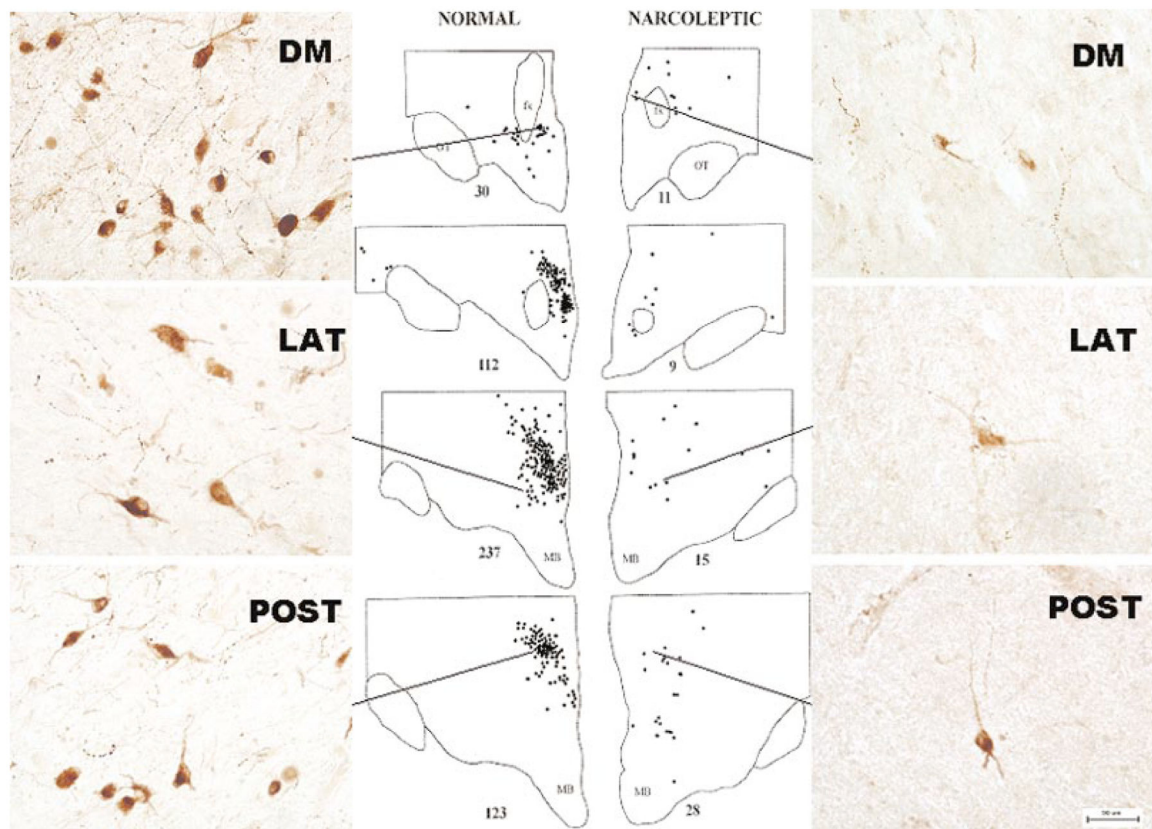 NORMAL NARCOLEPTIC
DM
DM
fx
fx
OT
OT
30
11
LAT
LAT
112
9
MB
MB
237
15
POST
POST
MB
MB
123
28